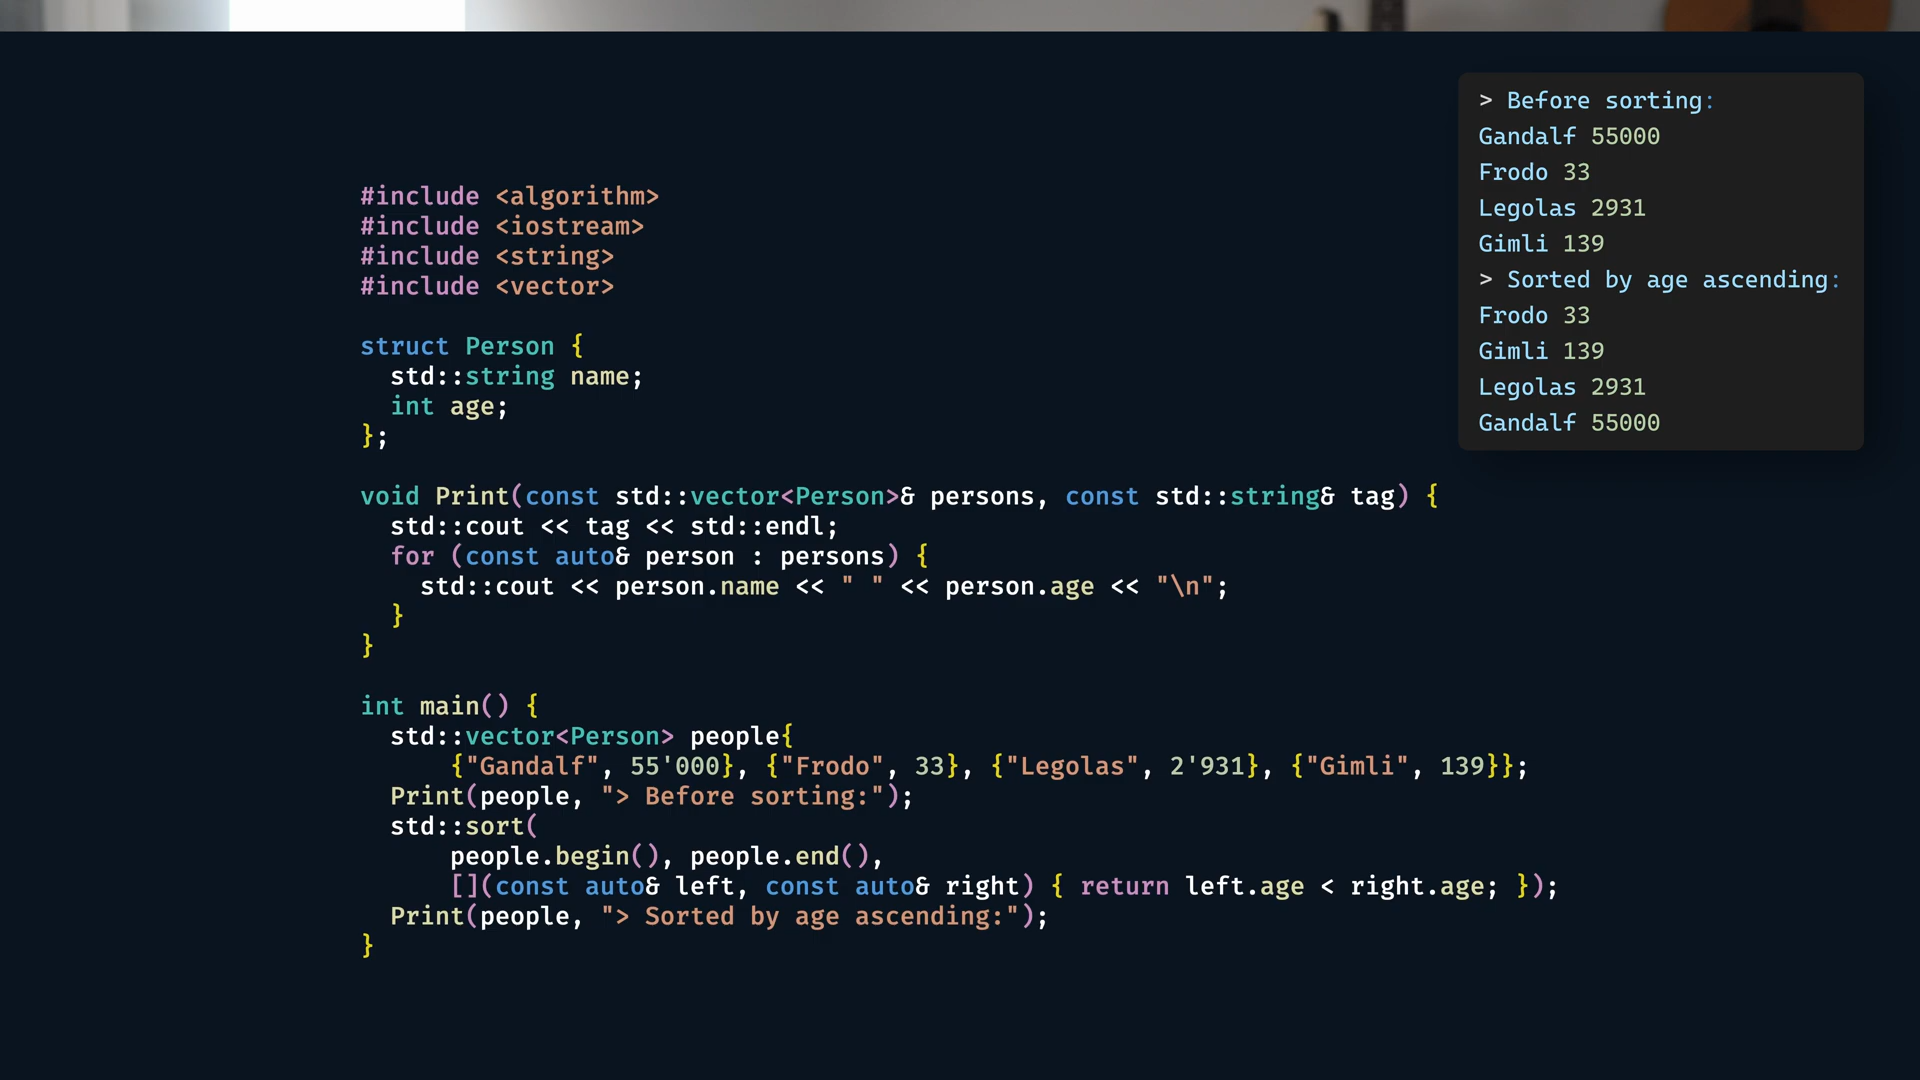 #include <algorithm>
#include <iostream>
#include <string>
#include <vector>
struct Person {
  std::string name;
  int age;
};
void Print(const std::vector<Person>& persons, const std::string& tag) {
  std::cout << tag << std::endl;
  for (const auto& person : persons) {
    std::cout << person.name << " " << person.age << "\n";
  }
}
int main() {
  std::vector<Person> people{
      {"Gandalf", 55'000}, {"Frodo", 33}, {"Legolas", 2'931}, {"Gimli", 139}};
  Print(people, "> Before sorting:");
  std::sort(
      people.begin(), people.end(),
      [](const auto& left, const auto& right) { return left.age < right.age; });
  Print(people, "> Sorted by age ascending:");
}
> Before sorting:
Gandalf 55000
Frodo 33
Legolas 2931
Gimli 139
> Sorted by age ascending:
Frodo 33
Gimli 139
Legolas 2931
Gandalf 55000